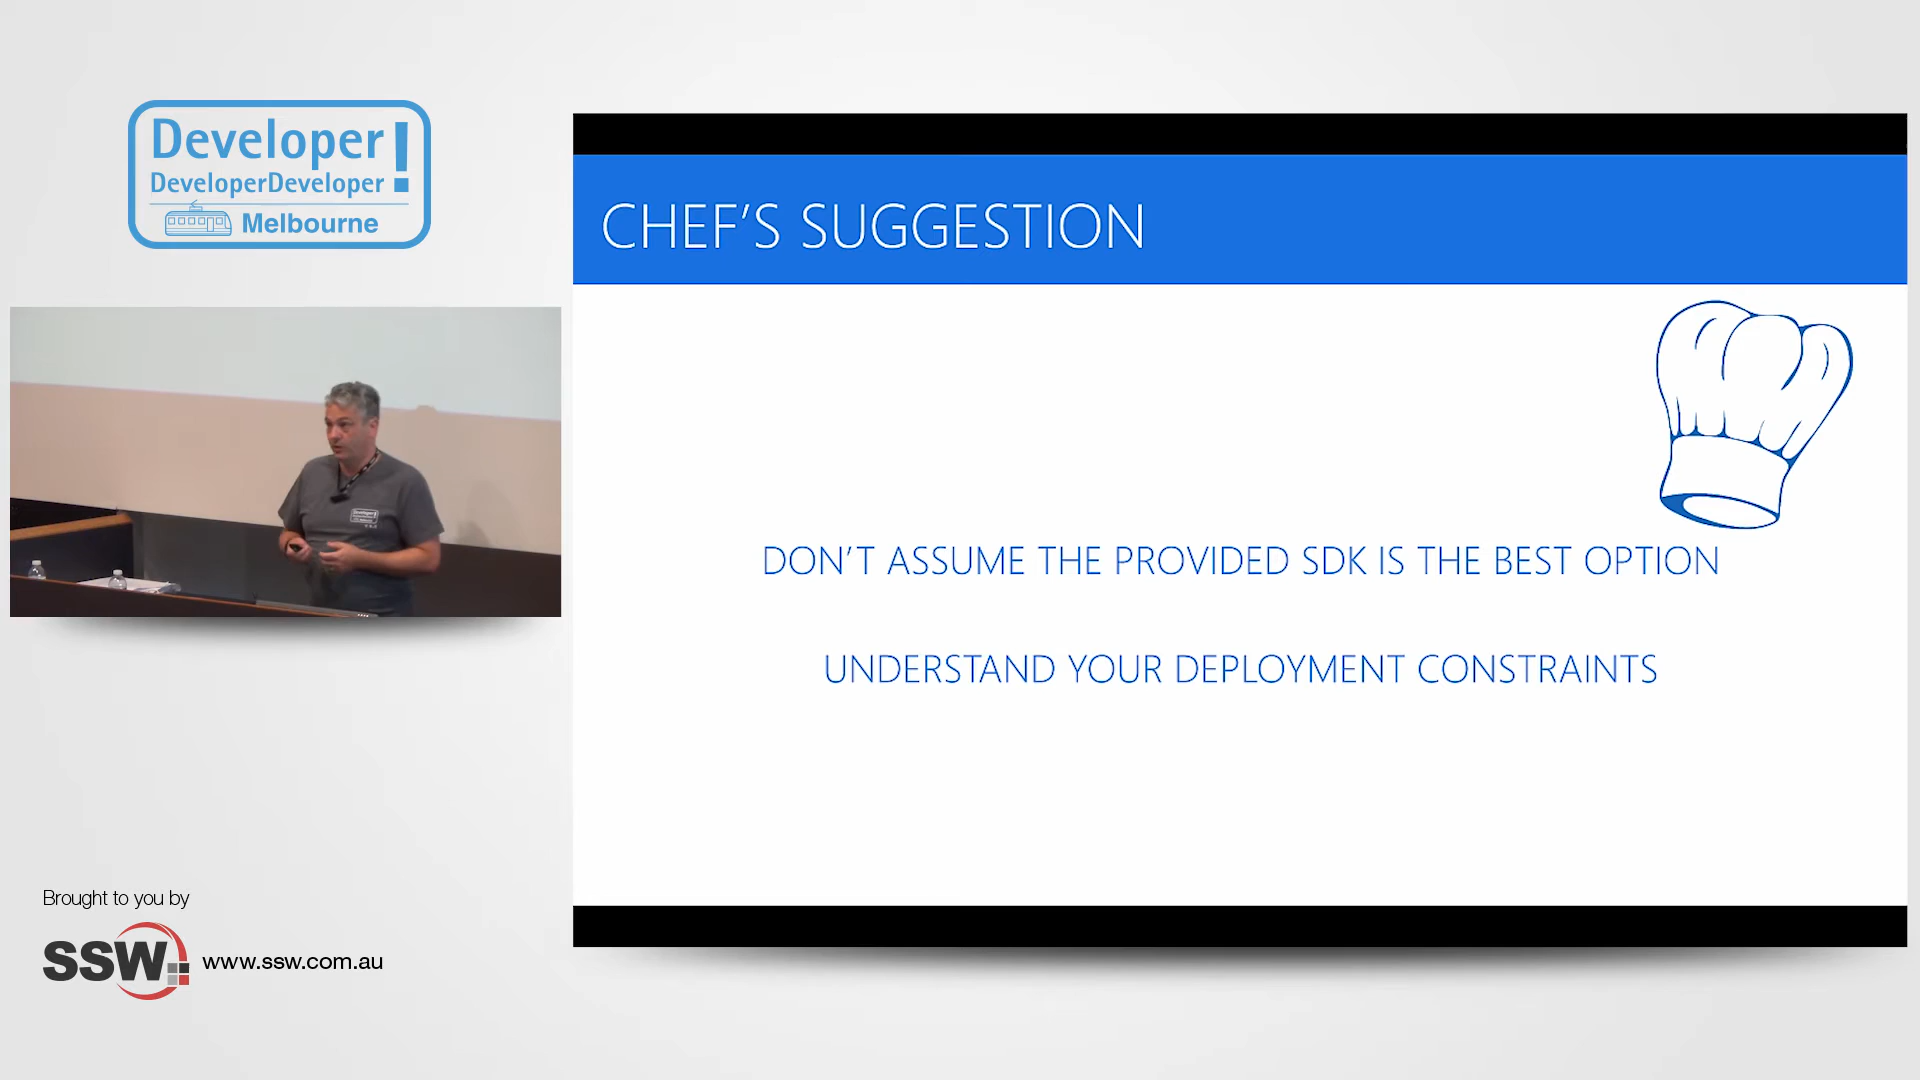 Developer!
DeveloperDeveloper
Melbourne
CHEF’S SUGGESTION
DON’T ASSUME THE PROVIDED SDK IS THE BEST OPTION
UNDERSTAND YOUR DEPLOYMENT CONSTRAINTS
Brought to you by
SSW
www.ssw.com.au